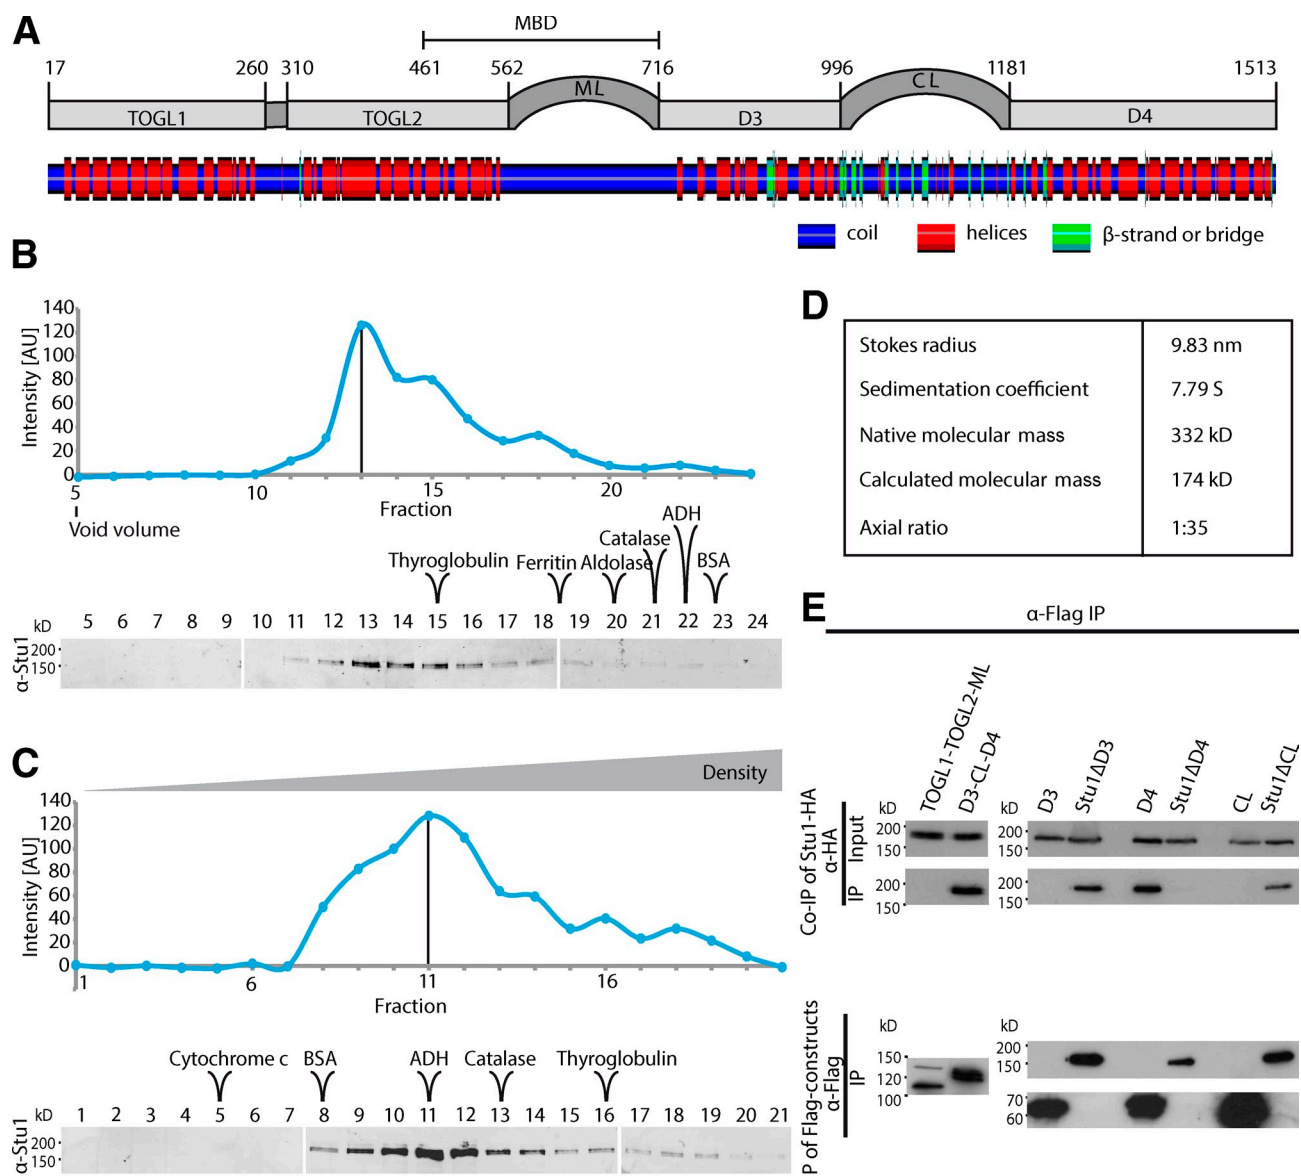 A
MBD
17 260 310 461 562 716 996 1181 1513
TOGL1 TOGL2 ML D3 CL D4
coil helices β-strand or bridge
B
Intensity [AU]
140
120
100
80
60
40
20
0
5 10 15 20
Fraction
Void volume
Thyroglobulin Ferritin Aldolase Catalase ADH BSA
kD 5 6 7 8 9 10 11 12 13 14 15 16 17 18 19 20 21 22 23 24
α-Stu1
200
150
C
Density
Intensity [AU]
140
120
100
80
60
40
20
0
1 6 11 16
Fraction
Cytochrome c BSA ADH Catalase Thyroglobulin
kD 1 2 3 4 5 6 7 8 9 10 11 12 13 14 15 16 17 18 19 20 21
α-Stu1
200
150
D
Stokes radius 9.83 nm
Sedimentation coefficient 7.79 S
Native molecular mass 332 kD
Calculated molecular mass 174 kD
Axial ratio 1:35
E
α-Flag IP
TOGL1-TOGL2-ML
D3-CL-D4
D3
Stu1ΔD3
D4
Stu1ΔD4
CL
Stu1ΔCL
Co-IP of Stu1-HA
α-HA
Input
kD kD
200 200
150 150
IP
200 200
150 150
P of Flag-constructs
α-Flag
IP
kD kD
150 200
120 150
100
70
60